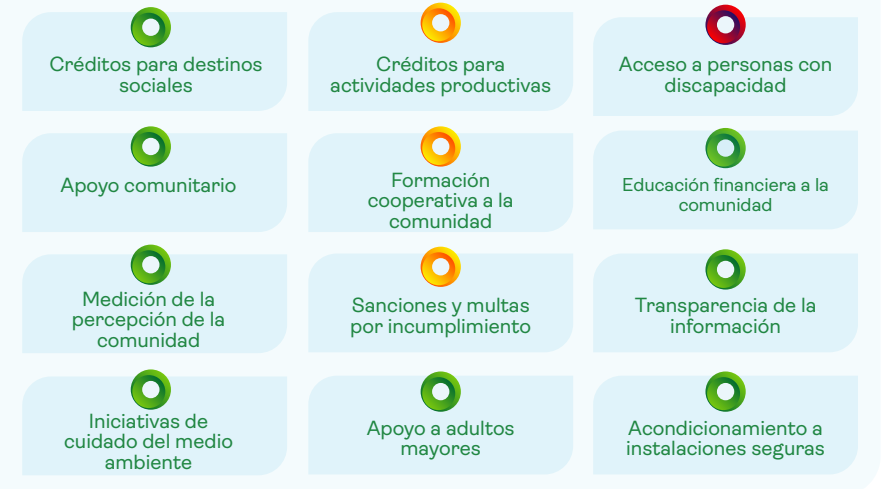 Créditos para destinos
sociales
Créditos para
actividades productivas
Acceso a personas con
discapacidad
Apoyo comunitario
Formación
cooperativa a la
comunidad
Educación financiera a la
comunidad
Medición de la
percepción de la
comunidad
Sanciones y multas
por incumplimiento
Transparencia de la
información
Iniciativas de
cuidado del medio
ambiente
Apoyo a adultos
mayores
Acondicionamiento a
instalaciones seguras